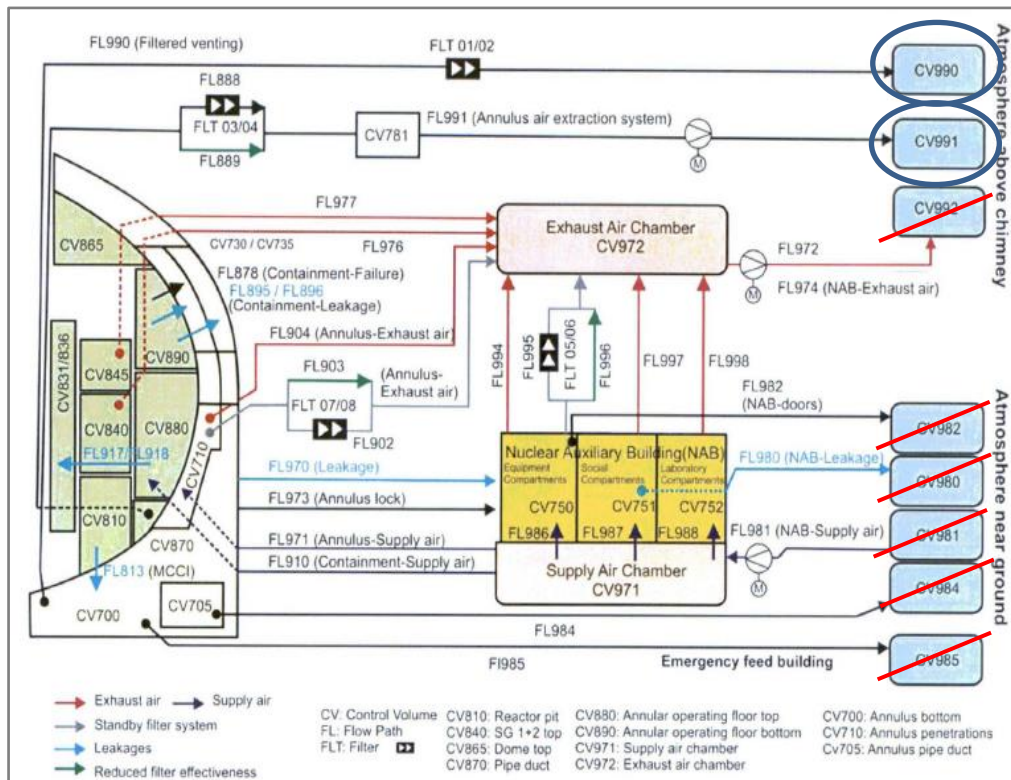 FL990 (Filtered venting)
FLT 01/02
CV990
FL888
FLT 03/04
FL889
CV781
FL991 (Annulus air extraction system)
M
CV991
Atmosphere above chimney
CV992
FL977
CV865
CV730 / CV735
FL976
Exhaust Air Chamber
CV972
FL972
M
FL974 (NAB-Exhaust air)
FL878 (Containment-Failure)
FL895 / FL896
(Containment-Leakage)
FL904 (Annulus-Exhaust air)
CV890
CV831/836
CV845
CV840
CV880
CV710
FL903
(Annulus-
Exhaust air)
FLT 07/08
FL902
FL994
FL995
FLT 05/06
FL996
FL997
FL998
FL982
(NAB-doors)
CV982
Atmosphere near ground
FL917/FL918
FL970 (Leakage)
Nuclear Auxiliary Building(NAB)
Equipment
Compartments
Social
Compartments
Laboratory
Compartments
CV750
CV751
CV752
FL980 (NAB-Leakage)
CV980
CV810
FL973 (Annulus lock)
FL986
FL987
FL988
FL981 (NAB-Supply air)
CV981
CV870
FL971 (Annulus-Supply air)
FL910 (Containment-Supply air)
Supply Air Chamber
CV971
M
FL813 (MCCI)
CV984
CV700
CV705
FL984
FI985
Emergency feed building
CV985
Exhaust air
Supply air
Standby filter system
Leakages
Reduced filter effectiveness
CV: Control Volume
FL: Flow Path
FLT: Filter
CV810: Reactor pit
CV840: SG 1+2 top
CV865: Dome top
CV870: Pipe duct
CV880: Annular operating floor top
CV890: Annular operating floor bottom
CV971: Supply air chamber
CV972: Exhaust air chamber
CV700: Annulus bottom
CV710: Annulus penetrations
Cv705: Annulus pipe duct